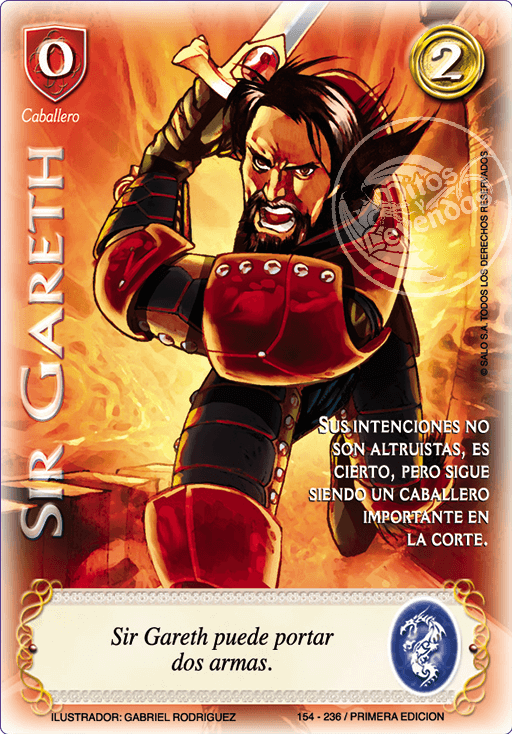 0
2
Caballero
SIR GARETH
Mitos
y
Leyendas
© SALO S.A. TODOS LOS DERECHOS RESERVADOS
SUS INTENCIONES NO
SON ALTRUISTAS, ES
CIERTO, PERO SIGUE
SIENDO UN CABALLERO
IMPORTANTE EN
LA CORTE.
Sir Gareth puede portar
dos armas.
ILUSTRADOR: GABRIEL RODRIGUEZ
154 - 236 / PRIMERA EDICION